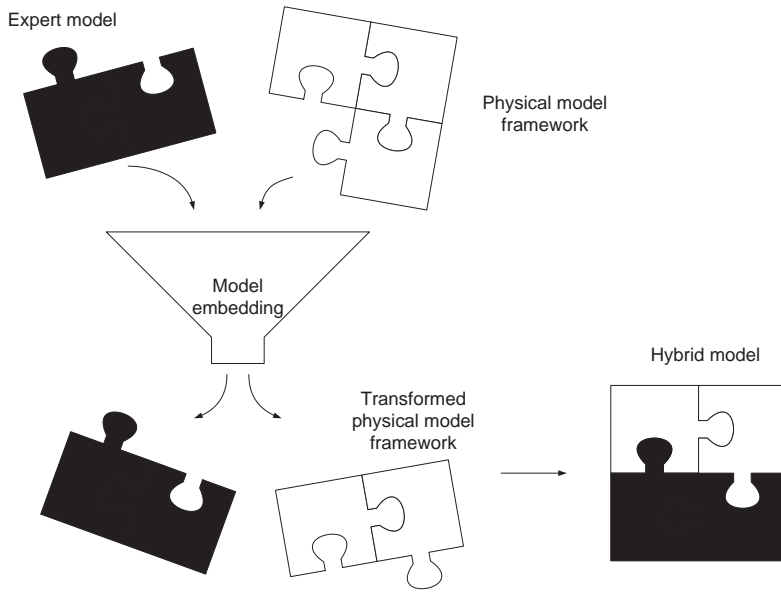 Expert model
Physical model
framework
Model
embedding
Hybrid model
Transformed
physical model
framework